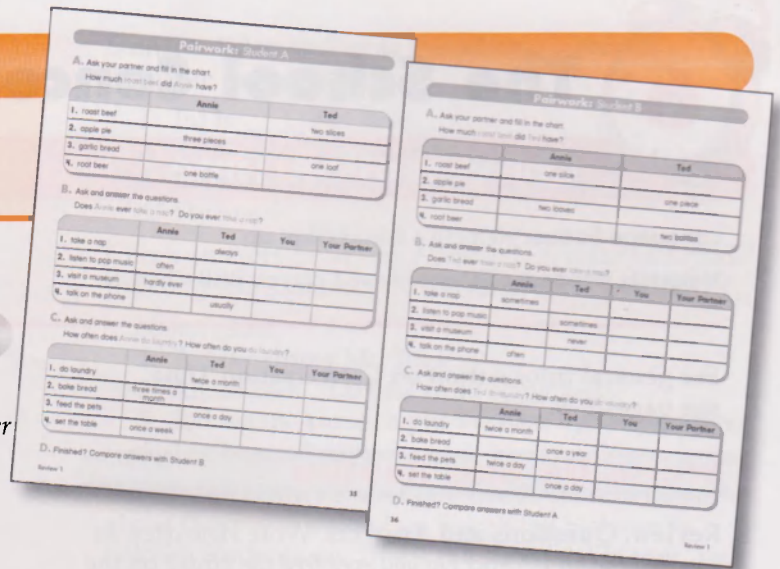 Pairwork: Student A
A. Ask your partner and fill in the chart.
How much roast beef did Annie have?
Annie Ted
1. roast beef two slices
2. apple pie three pieces
3. garlic bread one loaf
4. root beer one bottle
B. Ask and answer the questions.
Does Annie ever take a nap? Do you ever take a nap?
Annie Ted You Your Partner
1. take a nap always
2. listen to pop music often
3. visit a museum hardly ever
4. talk on the phone usually
C. Ask and answer the questions.
How often does Annie do laundry? How often do you do laundry?
Annie Ted You Your Partner
1. do laundry twice a month
2. bake bread three times a
month
3. feed the pets once a day
4. set the table once a week
D. Finished? Compare answers with Student B.
Review 1
35
Pairwork: Student B
A. Ask your partner and fill in the chart.
How much roast beef did Ted have?
Annie Ted
1. roast beef one slice
2. apple pie one piece
3. garlic bread two loaves
4. root beer two bottles
B. Ask and answer the questions.
Does Ted ever take a nap? Do you ever take a nap?
Annie Ted You Your Partner
1. take a nap sometimes
2. listen to pop music sometimes
3. visit a museum never
4. talk on the phone often
C. Ask and answer the questions.
How often does Ted do laundry? How often do you do laundry?
Annie Ted You Your Partner
1. do laundry twice a month
2. bake bread once a year
3. feed the pets twice a day
4. set the table once a day
D. Finished? Compare answers with Student A.
36
Review 1